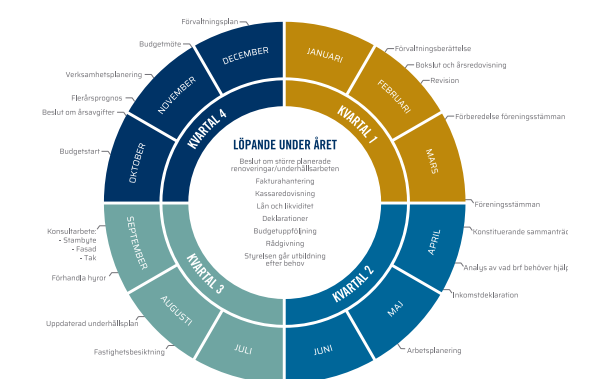 JANUARI
FEBRUARI
MARS
APRIL
MAJ
JUNI
JULI
AUGUSTI
SEPTEMBER
OKTOBER
NOVEMBER
DECEMBER
KVARTAL 1
KVARTAL 2
KVARTAL 3
KVARTAL 4
LÖPANDE UNDER ÅRET
Beslut om större planerade
renoveringar/underhållsarbeten
Fakturahantering
Kassaredovisning
Lån och likviditet
Deklarationer
Budgetuppföljning
Rådgivning
Styrelsen går utbildning
efter behov
Förvaltningsberättelse
Bokslut och årsredovisning
Revision
Förberedelse föreningsstämman
Föreningsstämman
Konstituerande sammanträd
Analys av vad brf behöver hjälp
Inkomstdeklaration
Arbetsplanering
Fastighetsbesiktning
Uppdaterad underhållsplan
Förhandla hyror
Konsultarbete:
- Stambyte
- Fasad
- Tak
Budgetstart
Beslut om årsavgifter
Flerårsprognos
Verksamhetsplanering
Budgetmöte
Förvaltningsplan